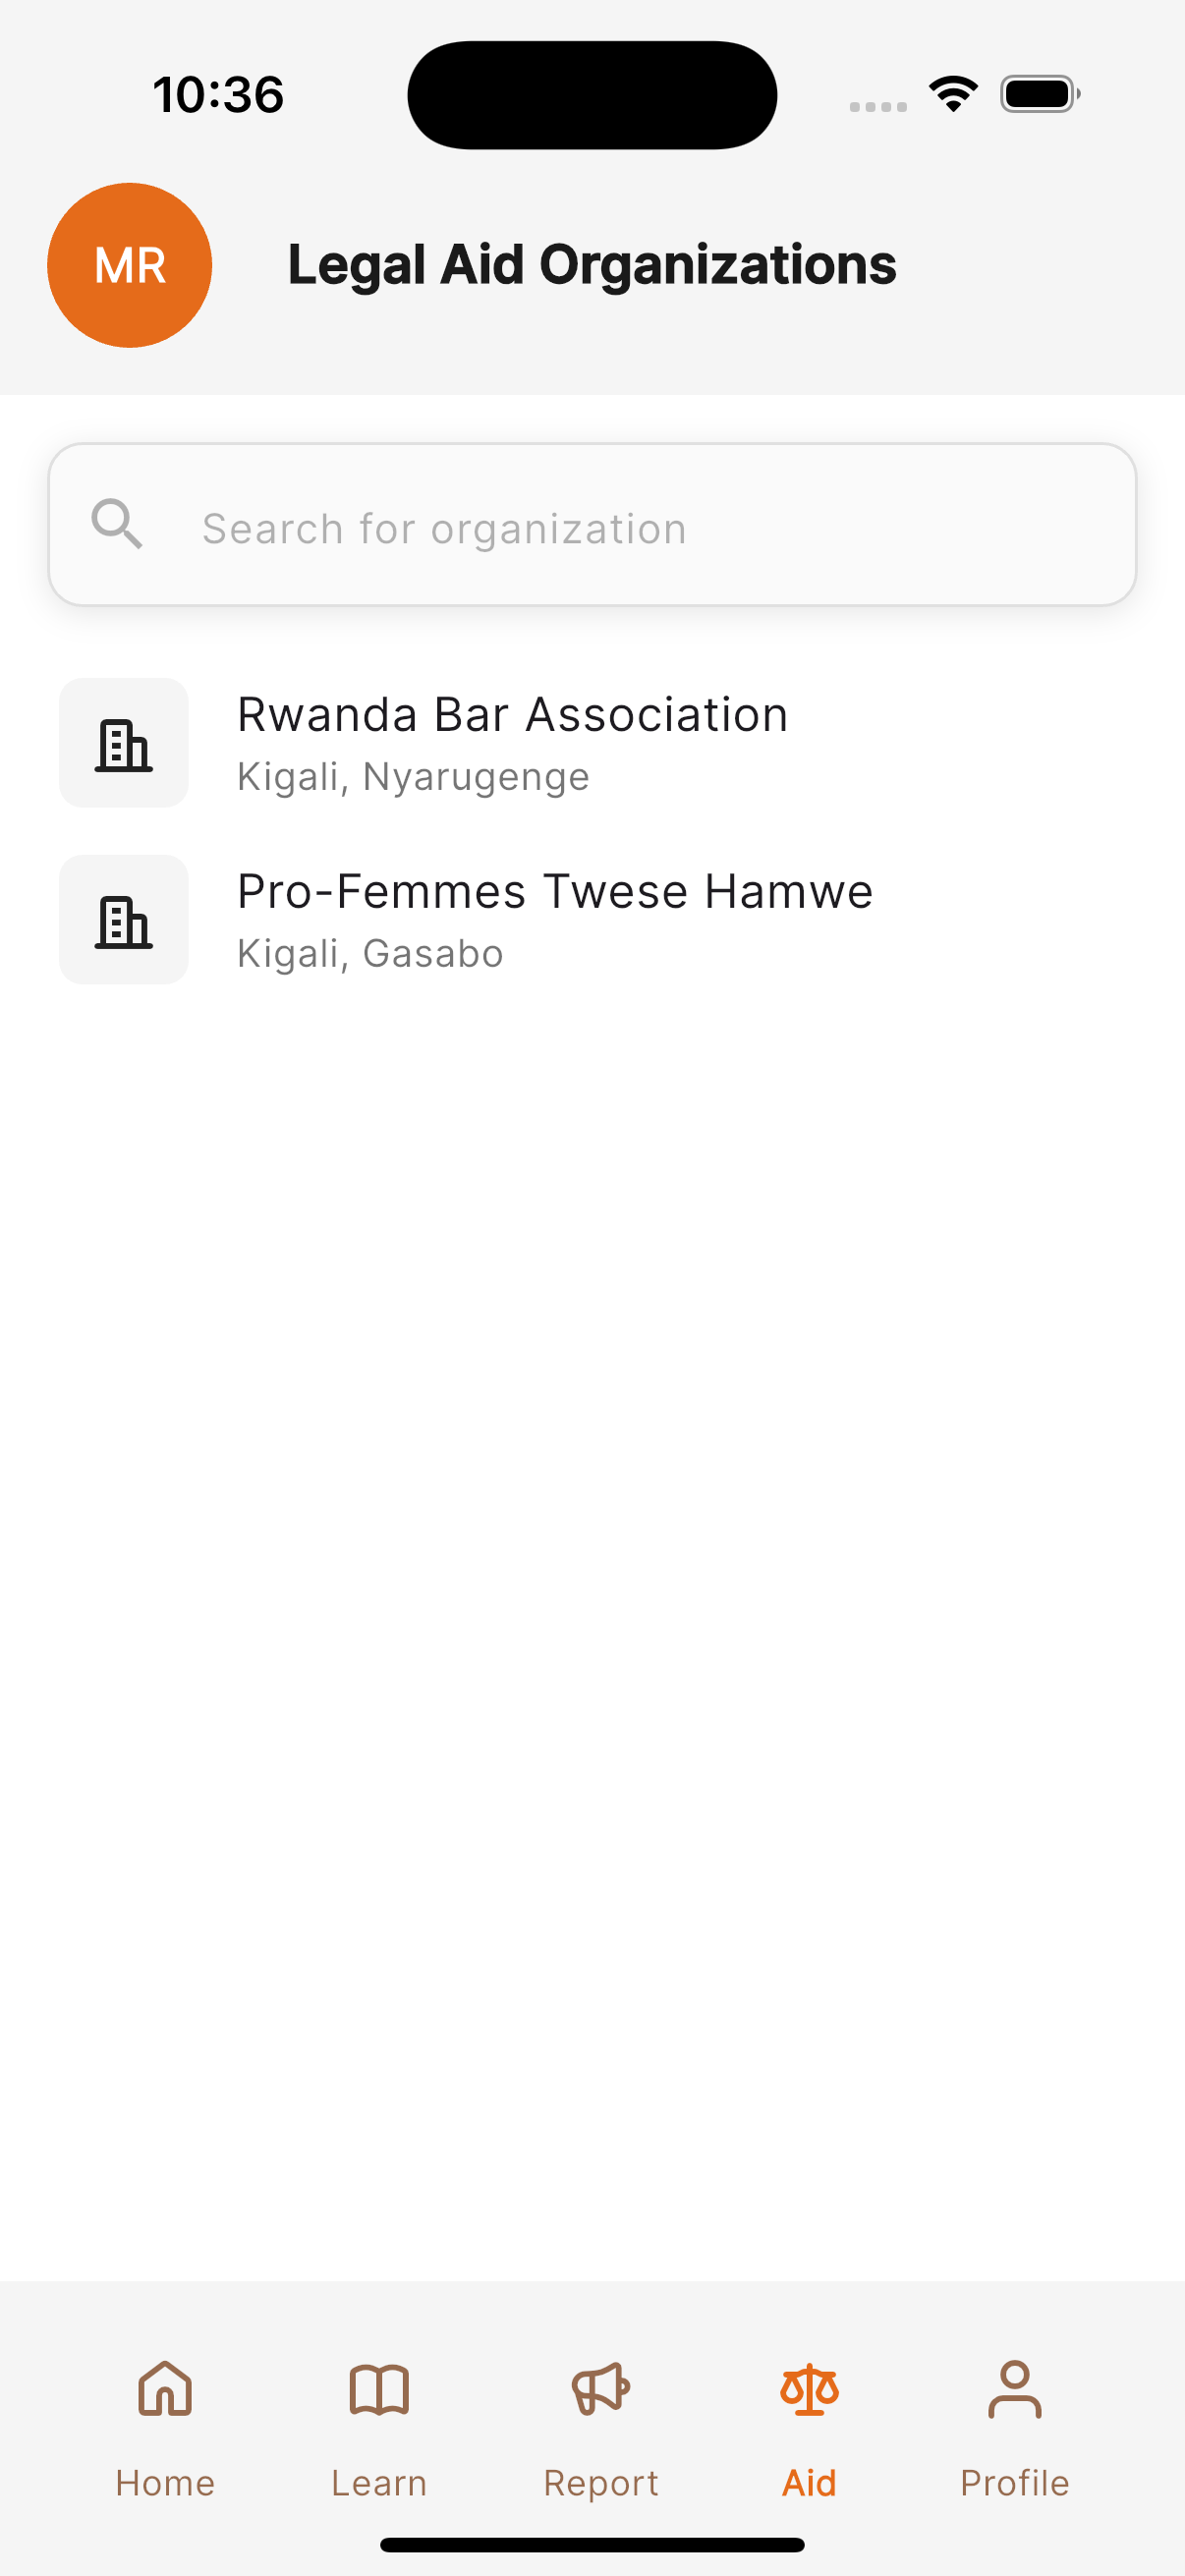 10:36
MR
Legal Aid Organizations
Search for organization
Rwanda Bar Association
Kigali, Nyarugenge
Pro-Femmes Twese Hamwe
Kigali, Gasabo
Home
Learn
Report
Aid
Profile